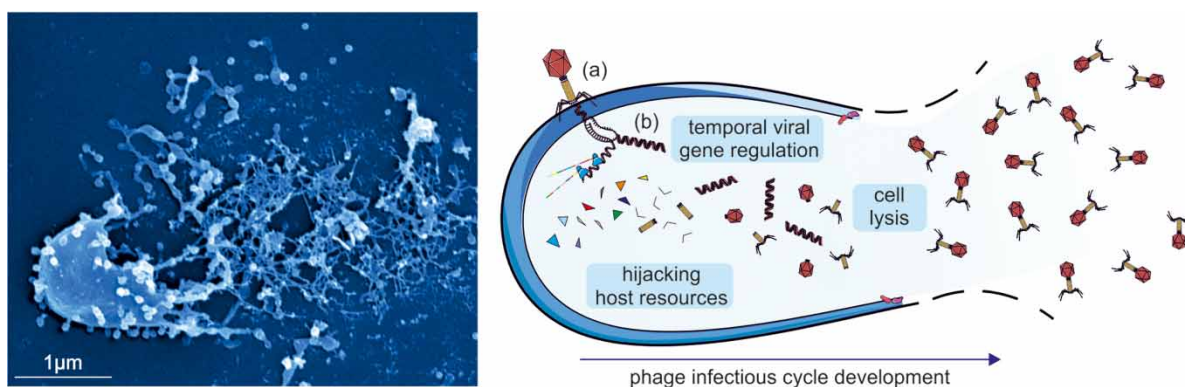 1µm
(a)
(b)
temporal viral
gene regulation
cell
lysis
hijacking
host resources
phage infectious cycle development